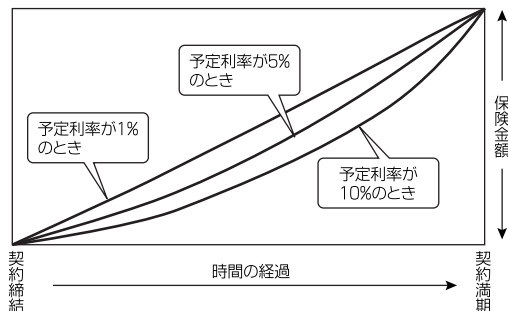 予定利率が5%
のとき
予定利率が1%
のとき
予定利率が
10%のとき
保険金額
契約締結
時間の経過
契約満期